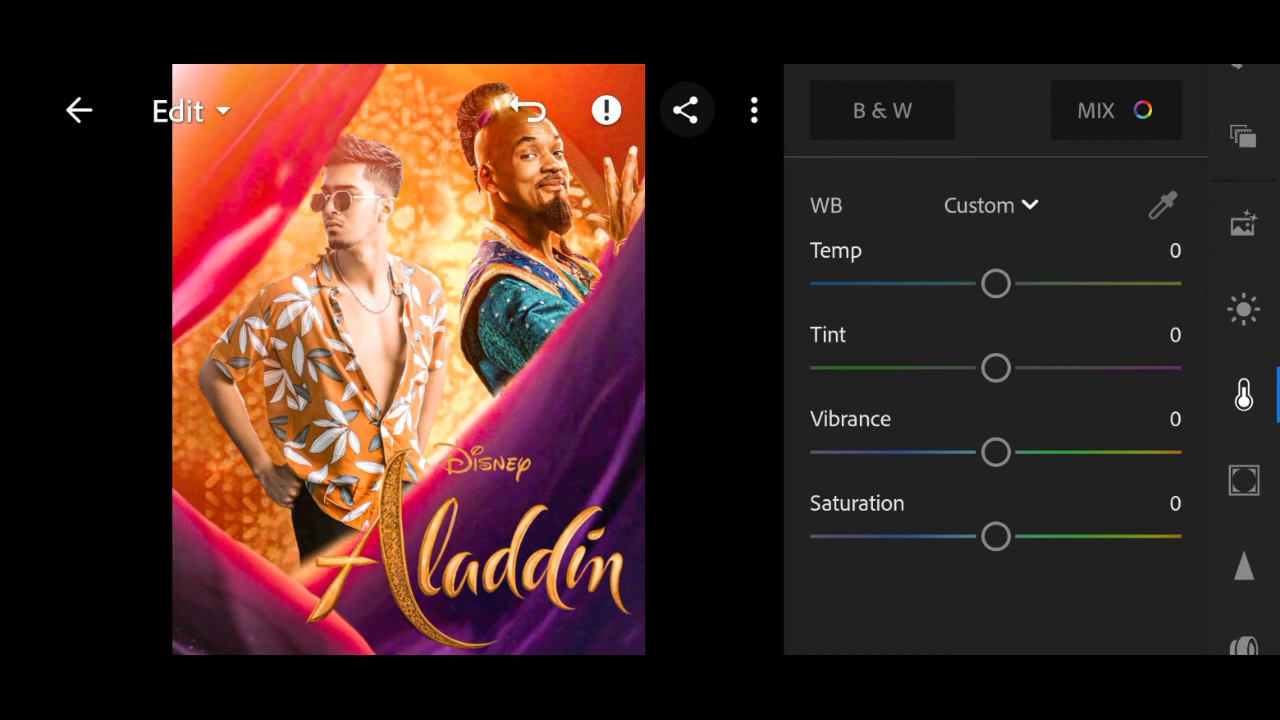 Edit
B & W
MIX
WB
Custom
Temp
0
Tint
0
Vibrance
0
Saturation
0
Disney
Aladdin